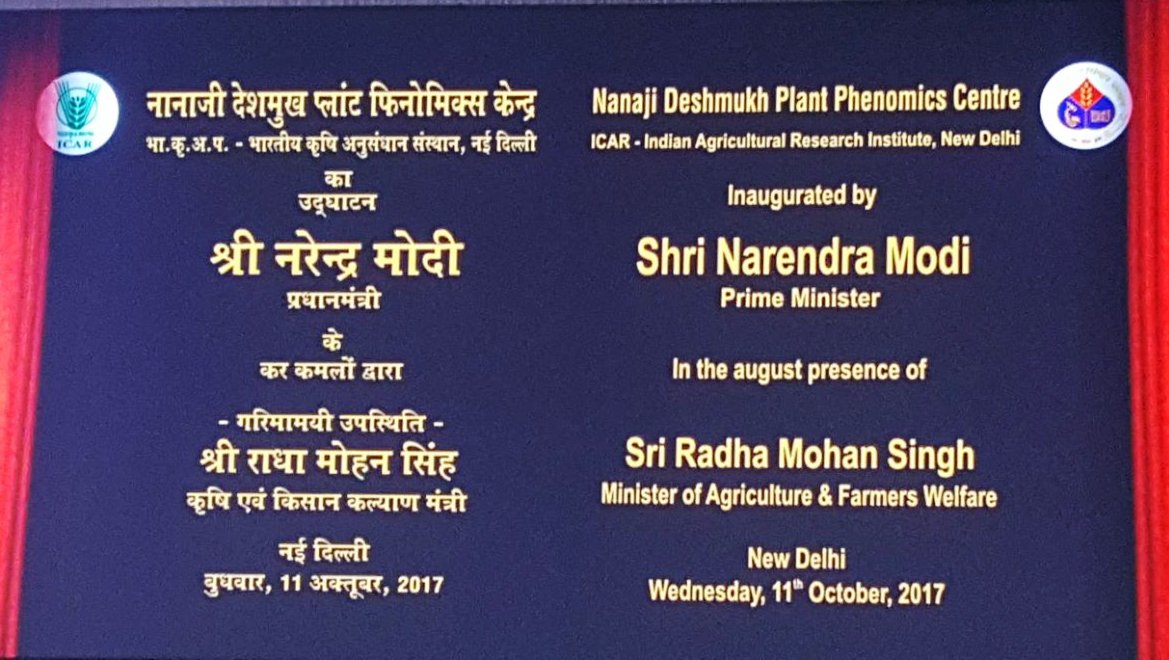 नानाजी देशमुख प्लांट फिनोमिक्स केन्द्र
भा.कृ.अ.प. - भारतीय कृषि अनुसंधान संस्थान, नई दिल्ली
का
उद्घाटन
श्री नरेन्द्र मोदी
प्रधानमंत्री
के
कर कमलों द्वारा
- गरिमामयी उपस्थिति -
श्री राधा मोहन सिंह
कृषि एवं किसान कल्याण मंत्री
नई दिल्ली
बुधवार, 11 अक्तूबर, 2017
Nanaji Deshmukh Plant Phenomics Centre
ICAR - Indian Agricultural Research Institute, New Delhi
Inaugurated by
Shri Narendra Modi
Prime Minister
In the august presence of
Sri Radha Mohan Singh
Minister of Agriculture & Farmers Welfare
New Delhi
Wednesday, 11th October, 2017
ICAR